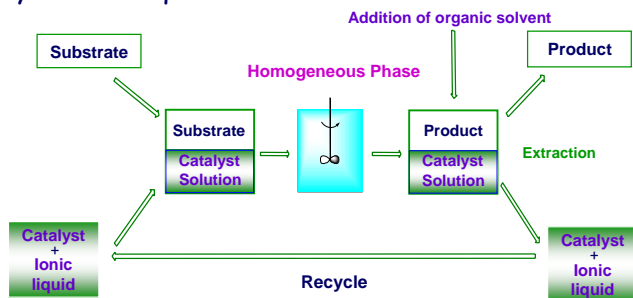 Addition of organic solvent
Substrate
Product
Homogeneous Phase
Substrate
Catalyst
Solution
Product
Catalyst
Solution
Extraction
Catalyst
+
Ionic
liquid
Recycle
Catalyst
+
Ionic
liquid